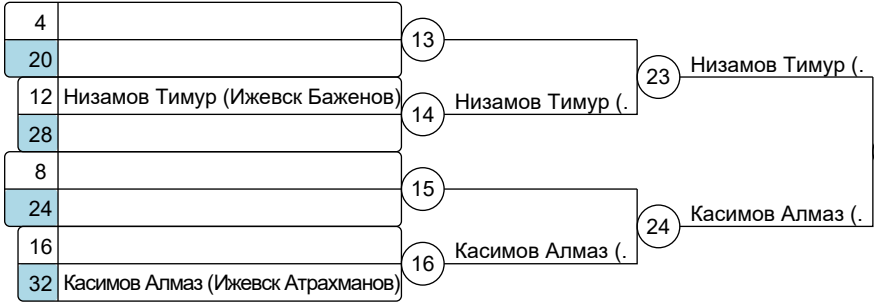 4
13
20
23 Низамов Тимур (.
12 Низамов Тимур (Ижевск Баженов)
14 Низамов Тимур (.
28
8
15
24
24 Касимов Алмаз (.
16
16 Касимов Алмаз (.
32 Касимов Алмаз (Ижевск Атрахманов)